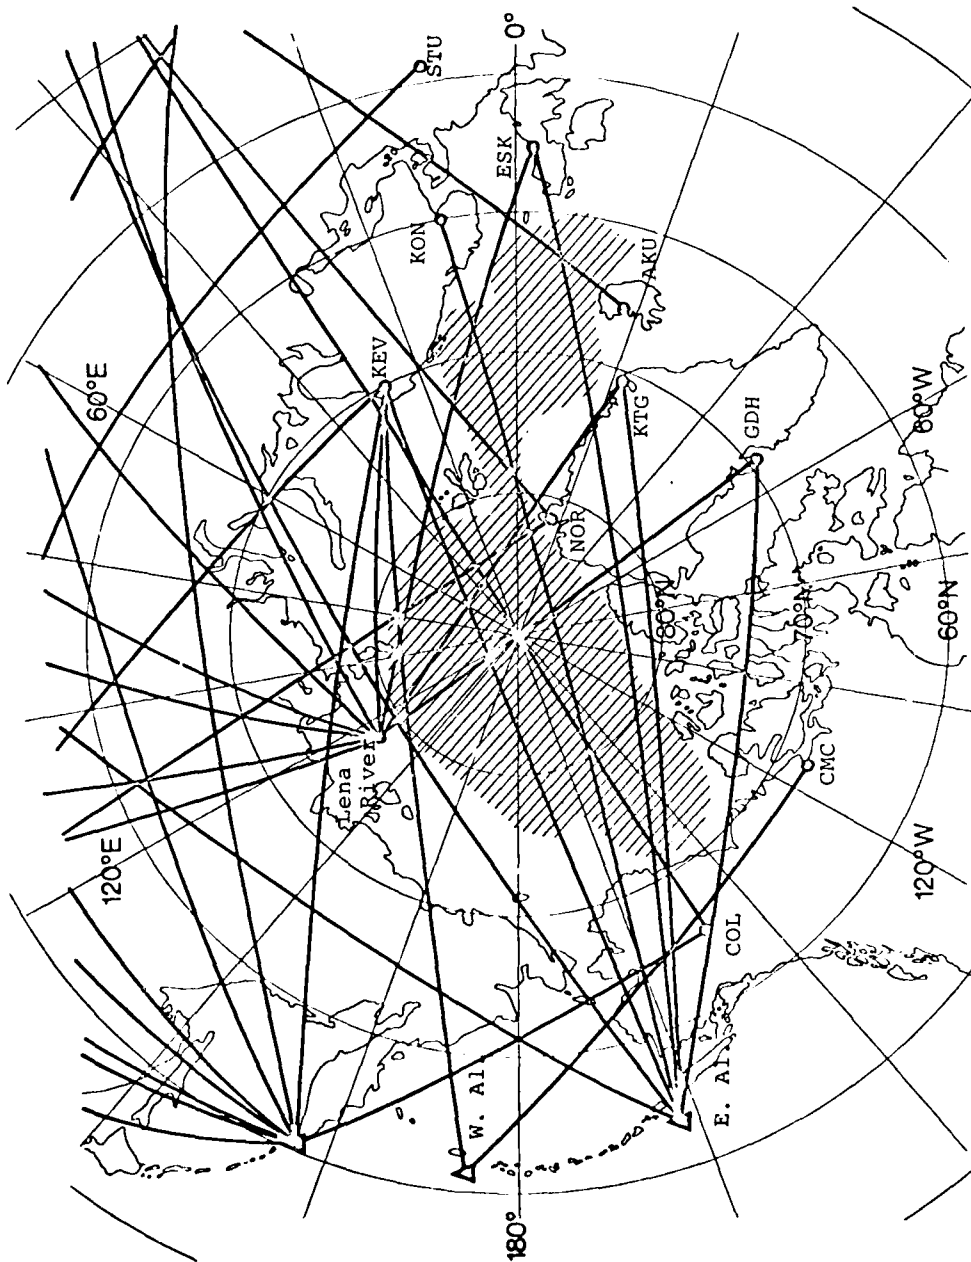 0°
STU
ESK
KON
AKU
60°E
KEV
KTG
GDH
60°W
NOR
80°N
70°N
60°N
Lena
River
120°E
CMC
120°W
COL
W. Al.
E. Al.
180°